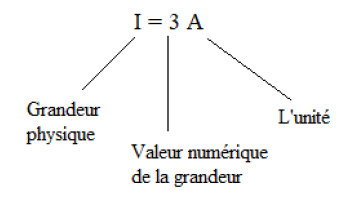 I = 3 A
Grandeur
physique
L'unité
Valeur numérique
de la grandeur